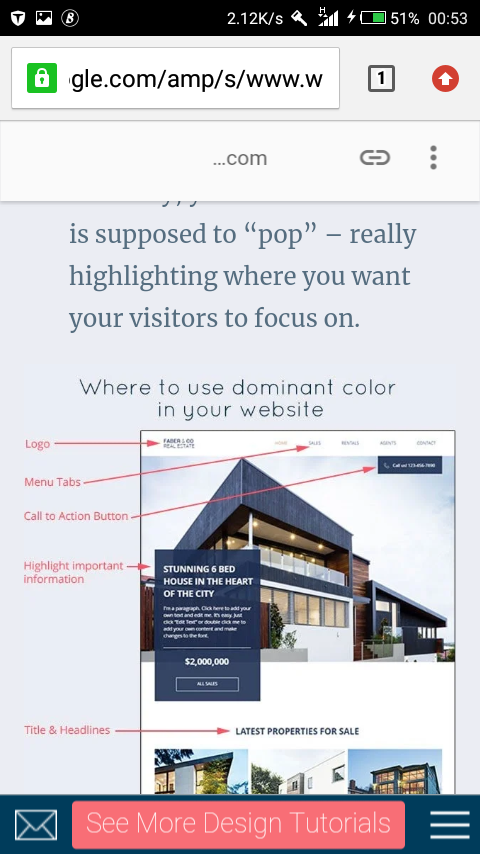 2.12K/s
H
51%
00:53
gle.com/amp/s/www.w
1
...com
is supposed to “pop” – really
highlighting where you want
your visitors to focus on.
Where to use dominant color
in your website
Logo
FABER & CO
REAL ESTATE
HOME SALES RENTALS AGENTS CONTACT
Menu Tabs
Call us! 123-456-7890
Call to Action Button
Highlight important
information
STUNNING 6 BED
HOUSE IN THE HEART
OF THE CITY
I'm a paragraph. Click here to add your
own text and edit me. It's easy. Just
click “Edit Text” or double click me to
add your own content and make
changes to the font.
$2,000,000
ALL SALES
Title & Headlines
LATEST PROPERTIES FOR SALE
See More Design Tutorials